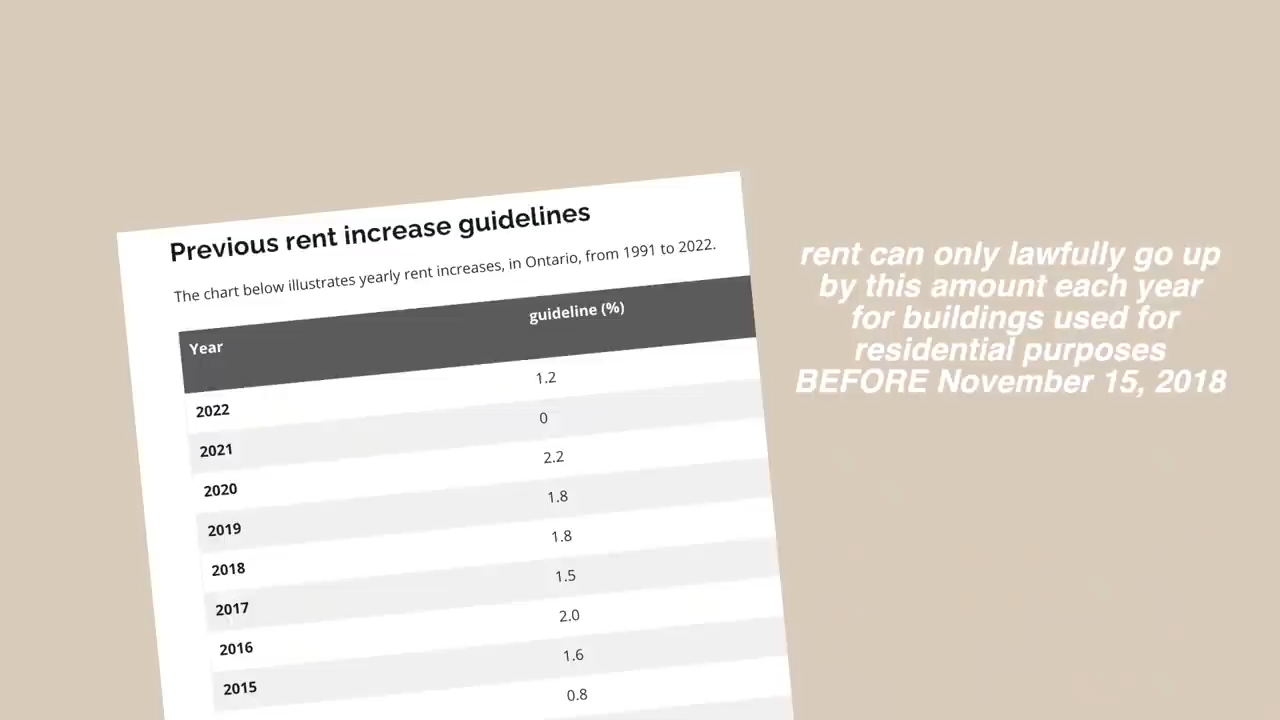 Previous rent increase guidelines
The chart below illustrates yearly rent increases, in Ontario, from 1991 to 2022.
Year guideline (%)
2022 1.2
2021 0
2020 2.2
2019 1.8
2018 1.8
2017 1.5
2016 2.0
2015 1.6
0.8
rent can only lawfully go up
by this amount each year
for buildings used for
residential purposes
BEFORE November 15, 2018